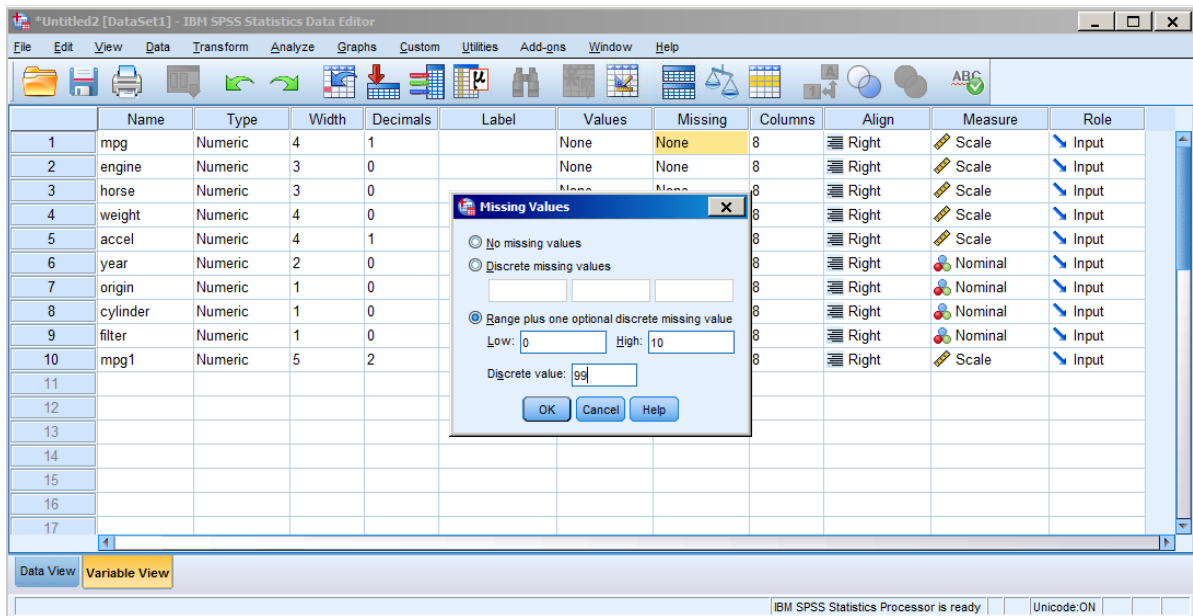 *Untitled2 [DataSet1] - IBM SPSS Statistics Data Editor
File Edit View Data Transform Analyze Graphs Custom Utilities Add-ons Window Help
Name Type Width Decimals Label Values Missing Columns Align Measure Role
1 mpg Numeric 4 1 None None 8 Right Scale Input
2 engine Numeric 3 0 None None 8 Right Scale Input
3 horse Numeric 3 0 None None 8 Right Scale Input
4 weight Numeric 4 0 8 Right Scale Input
5 accel Numeric 4 1 8 Right Scale Input
6 year Numeric 2 0 8 Right Nominal Input
7 origin Numeric 1 0 8 Right Nominal Input
8 cylinder Numeric 1 0 8 Right Nominal Input
9 filter Numeric 1 0 8 Right Nominal Input
10 mpg1 Numeric 5 2 8 Right Scale Input
11
12
13
14
15
16
17
Missing Values
No missing values
Discrete missing values
Range plus one optional discrete missing value
Low: 0 High: 10
Discrete value: 99
OK Cancel Help
Data View Variable View
IBM SPSS Statistics Processor is ready Unicode:ON